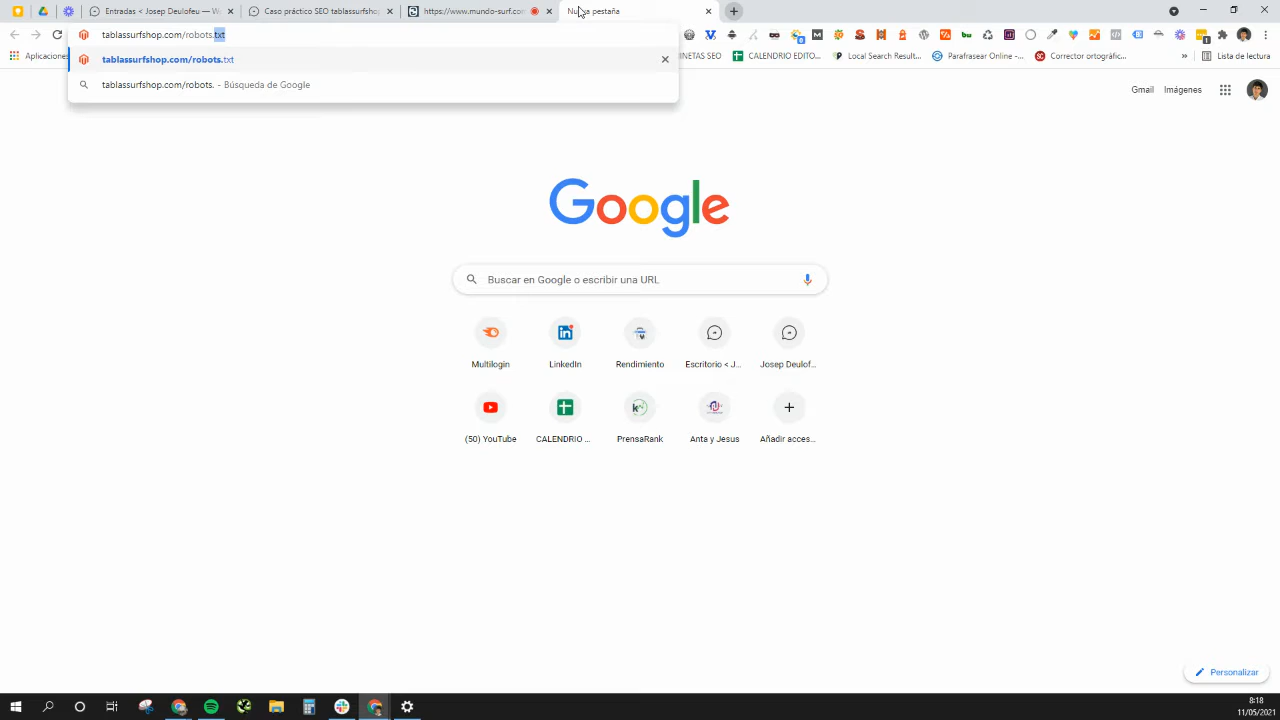 Entradas < Josep Deulofeu — W
Caso práctico SEO tablassurfshop
https://www.mundo-surf.com
Nueva pestaña
tablassurfshop.com/robots.txt
tablassurfshop.com/robots.txt
tablassurfshop.com/robots. - Búsqueda de Google
Aplicaciones
NETAS SEO
CALENDRIO EDITO...
Local Search Result...
Parafrasear Online -...
Corrector ortográfic...
»
Lista de lectura
Gmail
Imágenes
Google
Buscar en Google o escribir una URL
Multilogin
LinkedIn
Rendimiento
Escritorio < J...
Josep Deulof...
(50) YouTube
CALENDRIO ...
PrensaRank
Anta y Jesus
Añadir acces...
Personalizar
8:18
11/05/2021